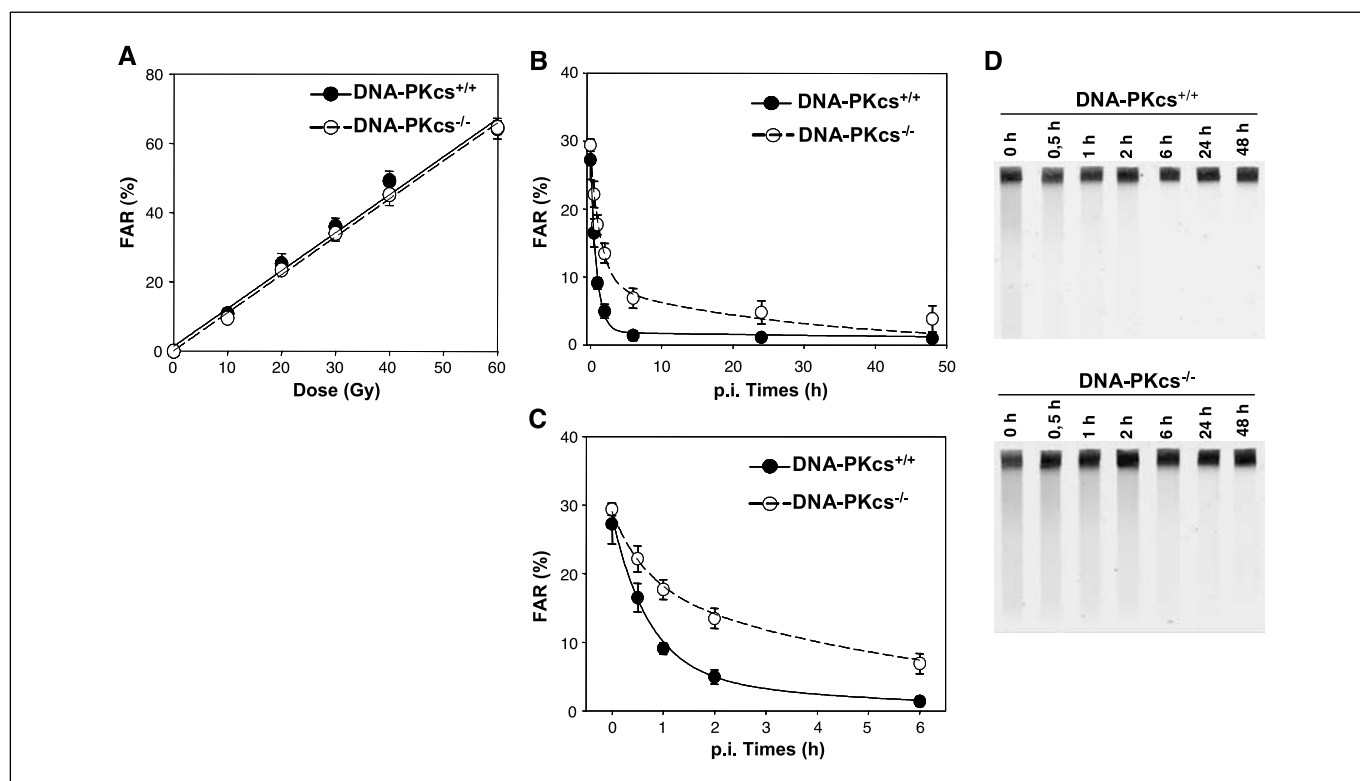 A
80
60
40
20
0
FAR (%)
DNA-PKcs+/+
DNA-PKcs-/-
0 10 20 30 40 50 60
Dose (Gy)
B
40
30
20
10
0
FAR (%)
DNA-PKcs+/+
DNA-PKcs-/-
0 10 20 30 40 50
p.i. Times (h)
C
40
30
20
10
0
FAR (%)
DNA-PKcs+/+
DNA-PKcs-/-
0 1 2 3 4 5 6
p.i. Times (h)
D
DNA-PKcs+/+
0 h 0,5 h 1 h 2 h 6 h 24 h 48 h
DNA-PKcs-/-
0 h 0,5 h 1 h 2 h 6 h 24 h 48 h